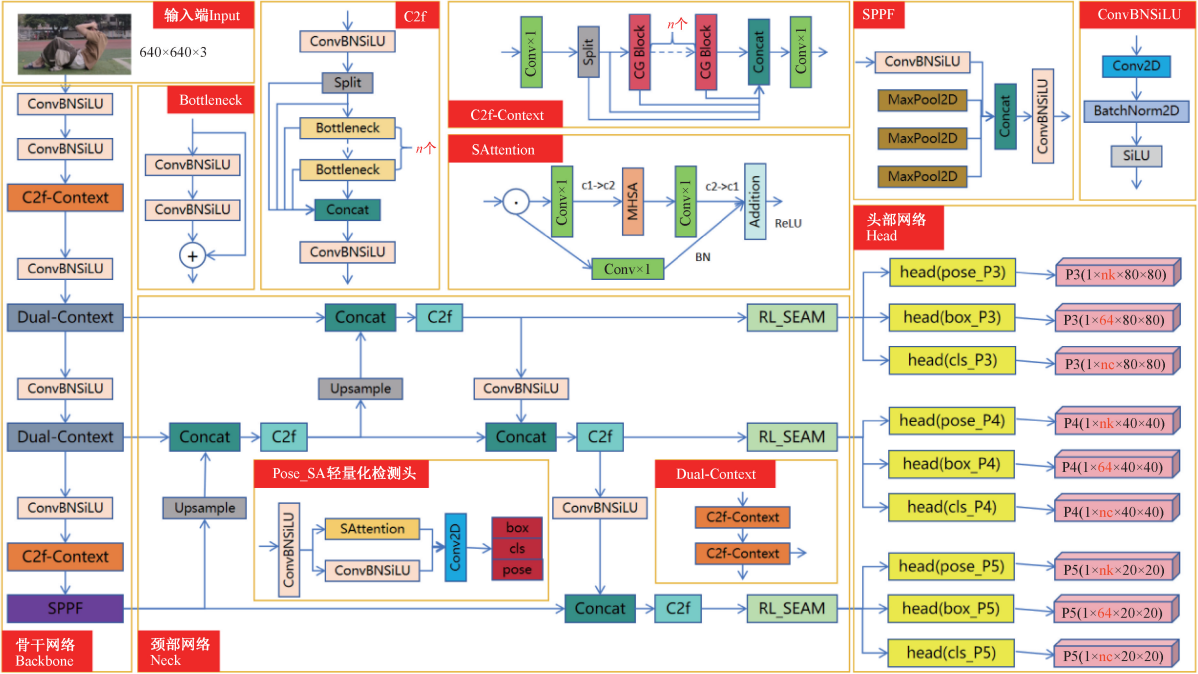 输入端Input
640×640×3
ConvBNSiLU
ConvBNSiLU
C2f-Context
ConvBNSiLU
Dual-Context
ConvBNSiLU
Dual-Context
ConvBNSiLU
C2f-Context
SPPF
骨干网络
Backbone
Bottleneck
ConvBNSiLU
ConvBNSiLU
+
C2f
ConvBNSiLU
Split
Bottleneck
Bottleneck
n个
Concat
ConvBNSiLU
Conv×1
Split
CG Block
n个
CG Block
Concat
Conv×1
C2f-Context
SAttention
Conv×1
c1->c2
MHSA
Conv×1
c2->c1
Addition
ReLU
BN
Conv×1
SPPF
ConvBNSiLU
MaxPool2D
MaxPool2D
MaxPool2D
Concat
ConvBNSiLU
ConvBNSiLU
Conv2D
BatchNorm2D
SiLU
Concat
C2f
RL_SEAM
Upsample
ConvBNSiLU
Concat
C2f
Concat
C2f
RL_SEAM
Upsample
ConvBNSiLU
Concat
C2f
RL_SEAM
Pose_SA轻量化检测头
ConvBNSiLU
SAttention
ConvBNSiLU
Conv2D
box
cls
pose
Dual-Context
C2f-Context
C2f-Context
颈部网络
Neck
头部网络
Head
head(pose_P3)
P3(1×nk×80×80)
head(box_P3)
P3(1×64×80×80)
head(cls_P3)
P3(1×nc×80×80)
head(pose_P4)
P4(1×nk×40×40)
head(box_P4)
P4(1×64×40×40)
head(cls_P4)
P4(1×nc×40×40)
head(pose_P5)
P5(1×nk×20×20)
head(box_P5)
P5(1×64×20×20)
head(cls_P5)
P5(1×nc×20×20)